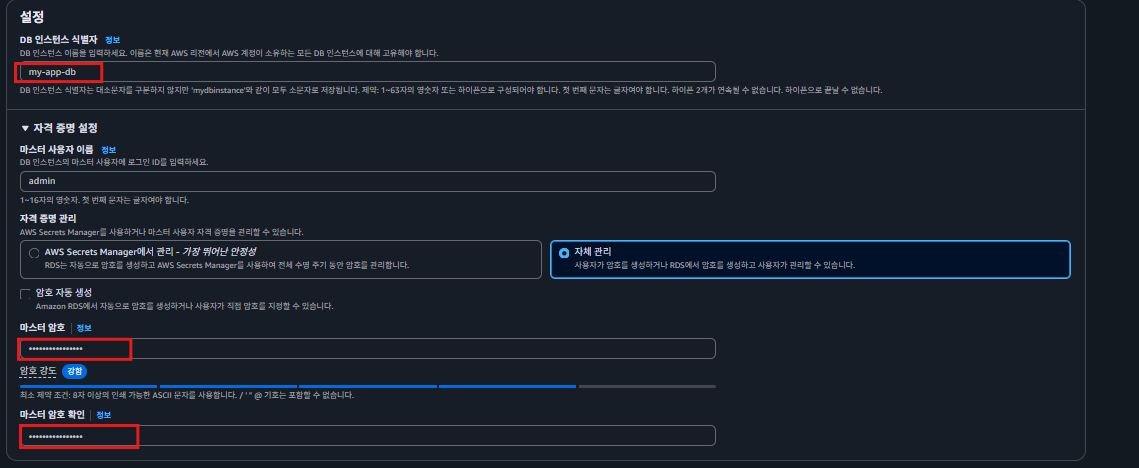 설정
DB 인스턴스 식별자 정보
DB 인스턴스 이름을 입력하세요. 이름은 현재 AWS 리전에서 AWS 계정이 소유하는 모든 DB 인스턴스에 대해 고유해야 합니다.
my-app-db
DB 인스턴스 식별자는 대소문자를 구분하지 않지만 'mydbinstance'와 같이 모두 소문자로 저장됩니다. 제약: 1~63자의 영숫자 또는 하이픈으로 구성되어야 합니다. 첫 번째 문자는 글자여야 합니다. 하이픈 2개가 연속될 수 없습니다. 하이픈으로 끝날 수 없습니다.
▼ 자격 증명 설정
마스터 사용자 이름 정보
DB 인스턴스의 마스터 사용자에 로그인 ID를 입력하세요.
admin
1~16자의 영숫자. 첫 번째 문자는 글자여야 합니다.
자격 증명 관리
AWS Secrets Manager를 사용하거나 마스터 사용자 자격 증명을 관리할 수 있습니다.
AWS Secrets Manager에서 관리 - 가장 뛰어난 안정성
RDS는 자동으로 암호를 생성하고 AWS Secrets Manager를 사용하여 전체 수명 주기 동안 암호를 관리합니다.
자체 관리
사용자가 암호를 생성하거나 RDS에서 암호를 생성하고 사용자가 관리할 수 있습니다.
암호 자동 생성
Amazon RDS에서 자동으로 암호를 생성하거나 사용자가 직접 암호를 지정할 수 있습니다.
마스터 암호 | 정보
••••••••••••••••
암호 강도 강함
최소 제약 조건: 8자 이상의 인쇄 가능한 ASCII 문자를 사용합니다. / ' " @ 기호는 포함할 수 없습니다.
마스터 암호 확인 | 정보
••••••••••••••••